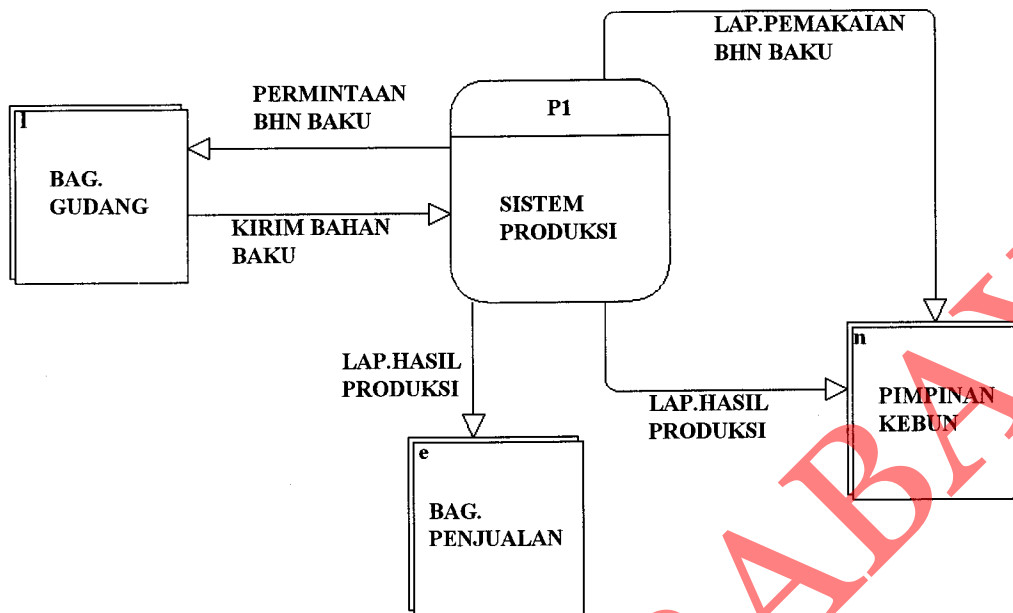 LAP.PEMAKAIAN
BHN BAKU
PERMINTAAN
BHN BAKU
P1
l
BAG.
GUDANG
SISTEM
PRODUKSI
KIRIM BAHAN
BAKU
LAP.HASIL
PRODUKSI
LAP.HASIL
PRODUKSI
n
PIMPINAN
KEBUN
e
BAG.
PENJUALAN
ABAY